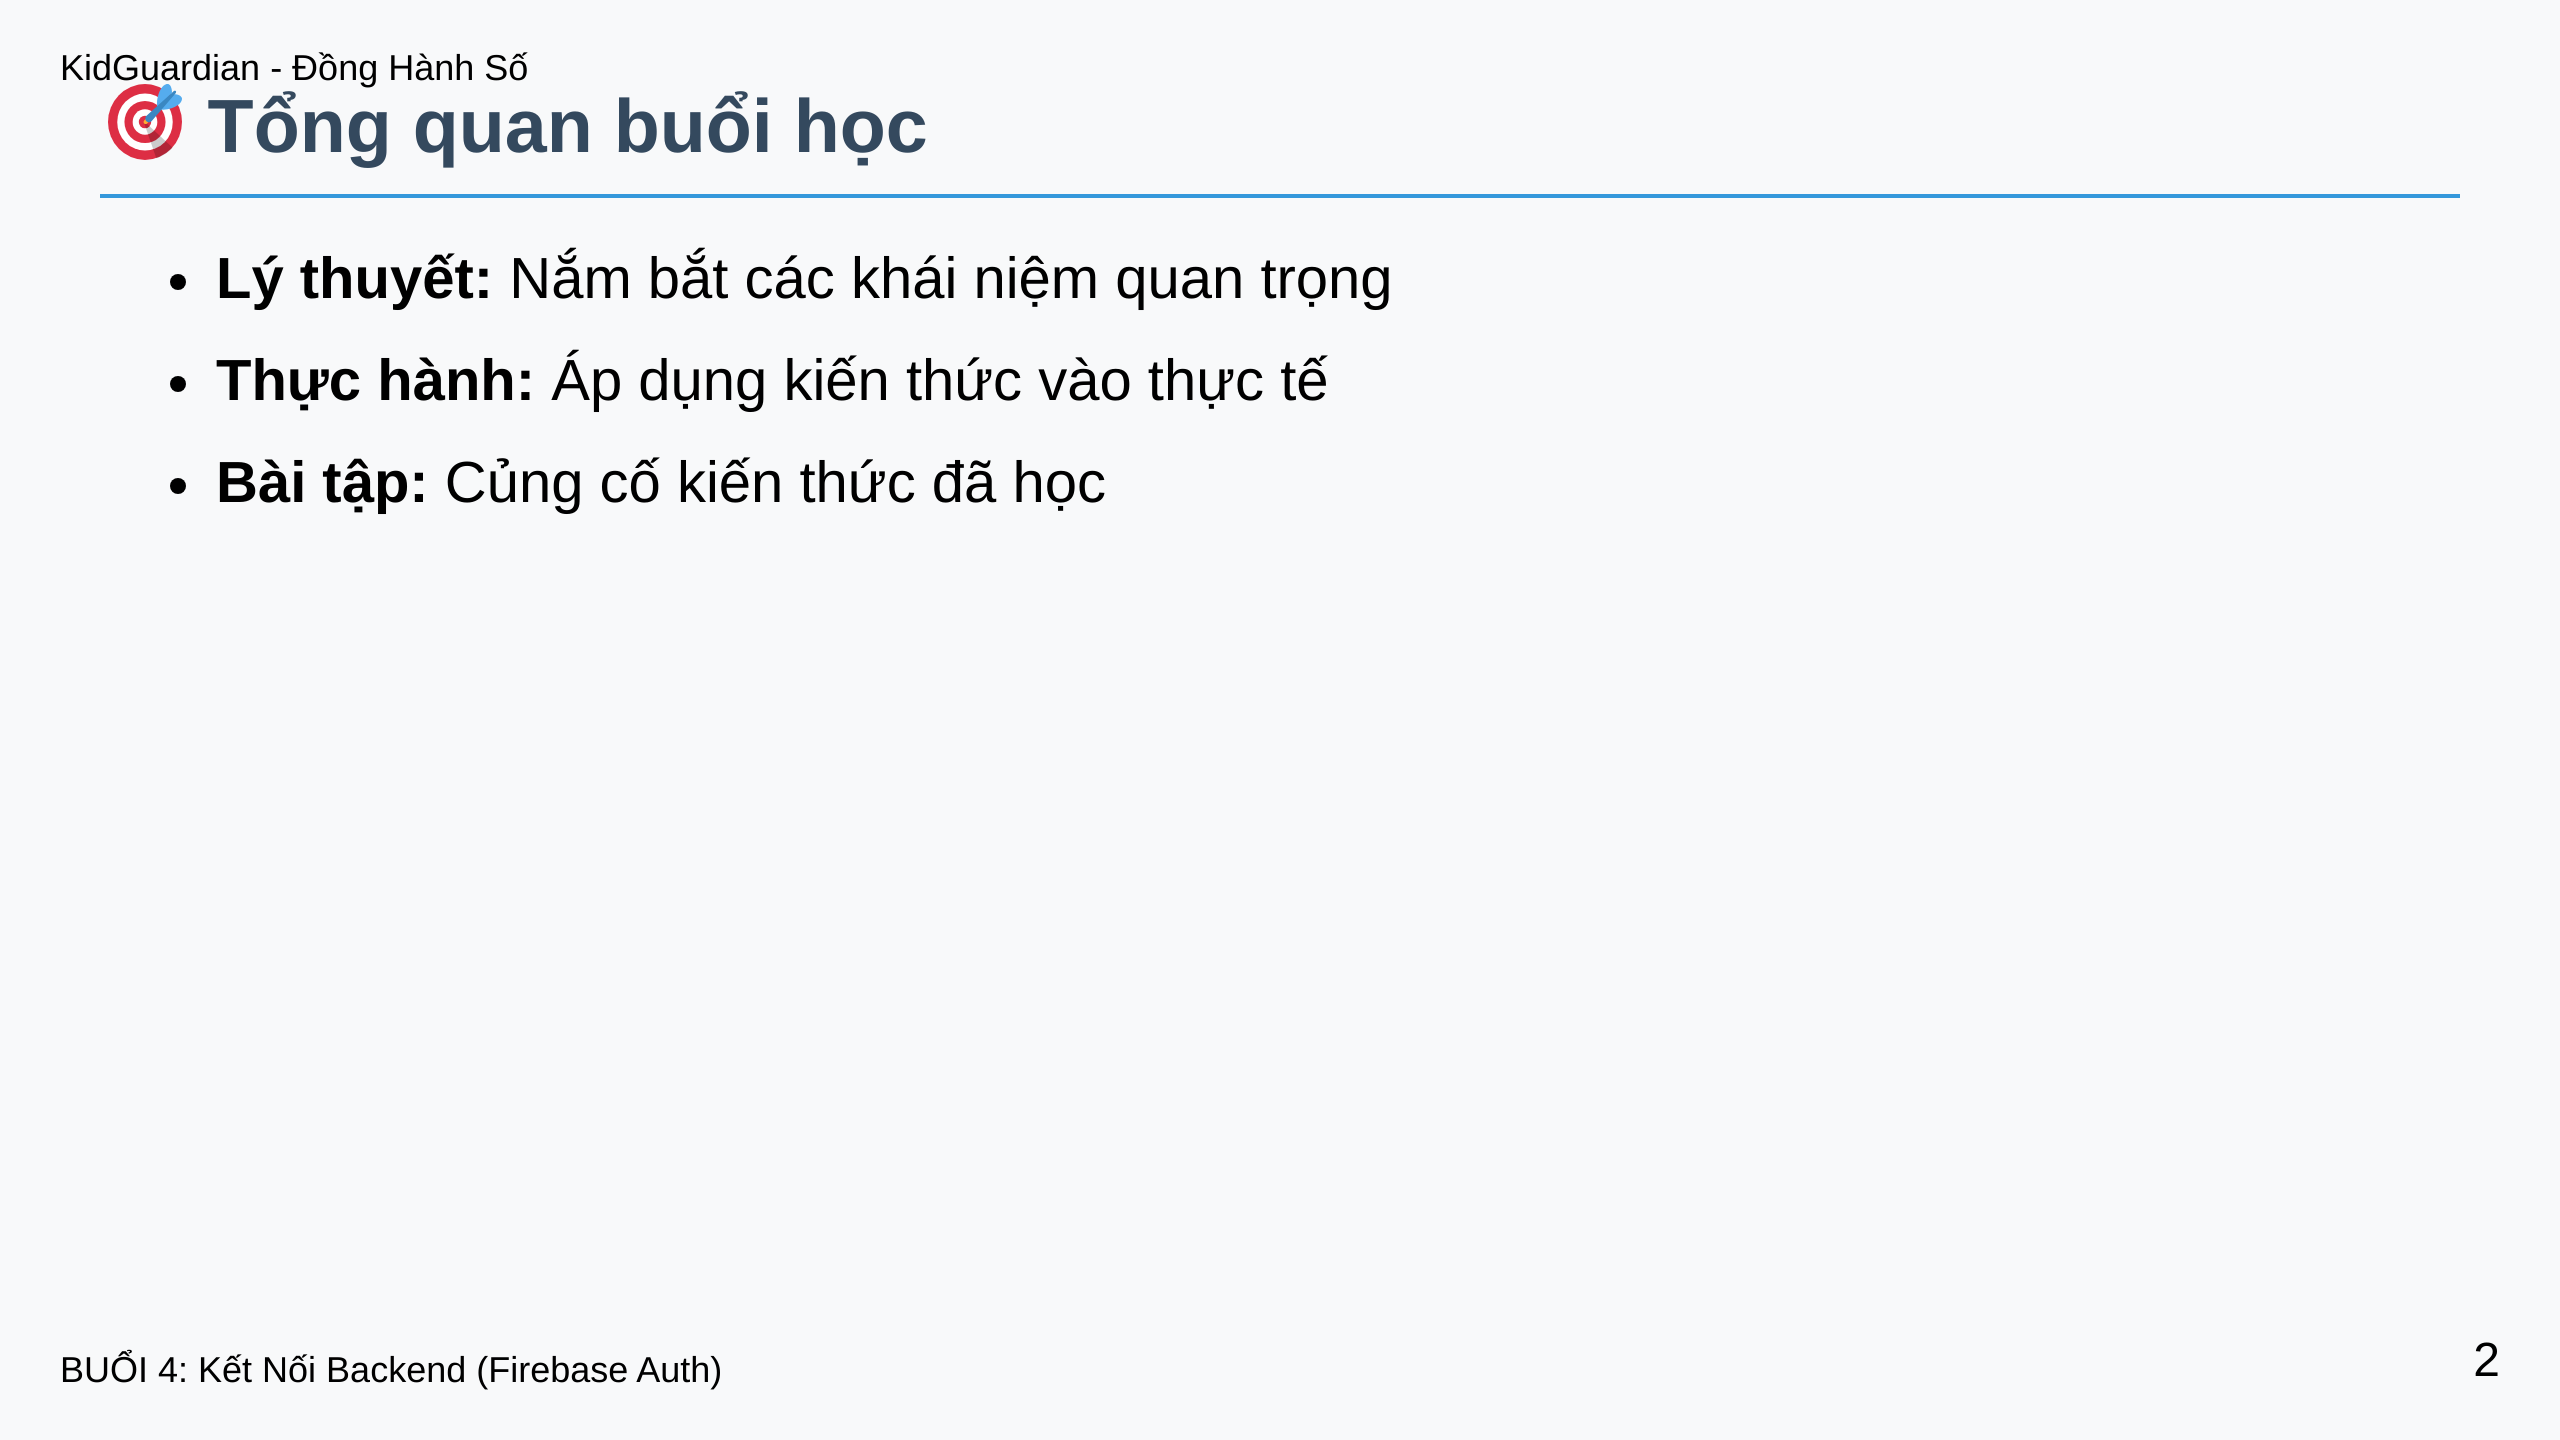 KidGuardian - Đồng Hành Số
🎯 Tổng quan buổi học
• Lý thuyết: Nắm bắt các khái niệm quan trọng
• Thực hành: Áp dụng kiến thức vào thực tế
• Bài tập: Củng cố kiến thức đã học
BUỔI 4: Kết Nối Backend (Firebase Auth)
2